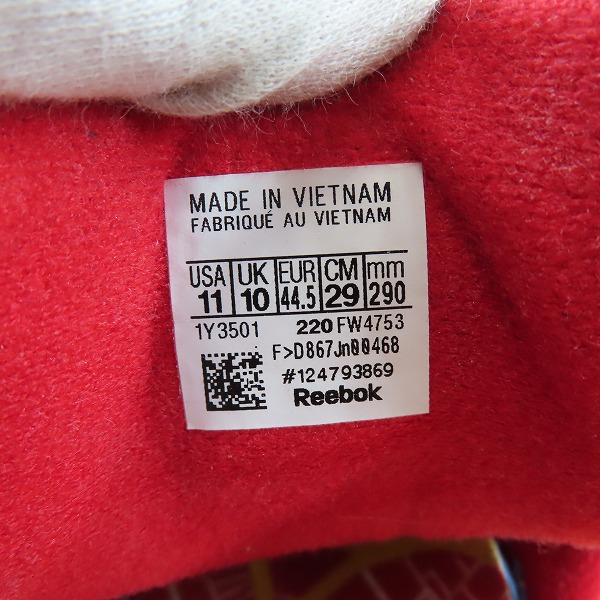 MADE IN VIETNAM
FABRIQUÉ AU VIETNAM
USA UK EUR CM mm
11 10 44.5 29 290
1Y3501 220 FW4753
F>D867Jn00468
#124793869
Reebok